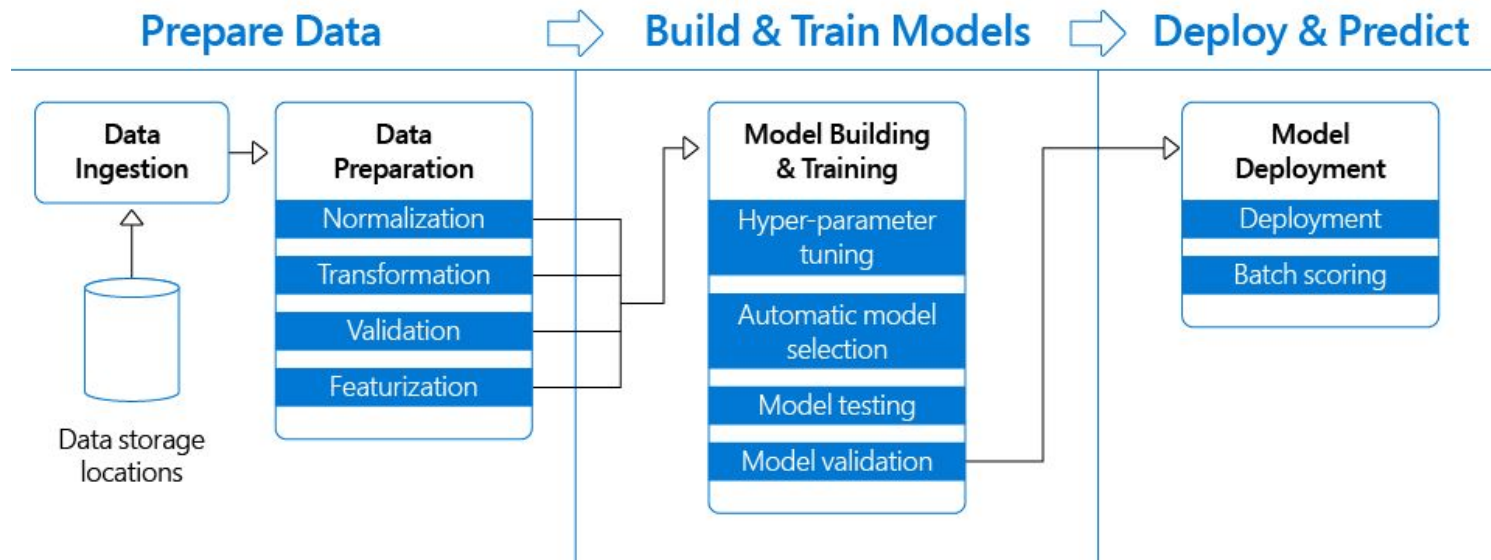 Prepare Data
Build & Train Models
Deploy & Predict
Data
Ingestion
Data storage
locations
Data
Preparation
Normalization
Transformation
Validation
Featurization
Model Building
& Training
Hyper-parameter
tuning
Automatic model
selection
Model testing
Model validation
Model
Deployment
Deployment
Batch scoring